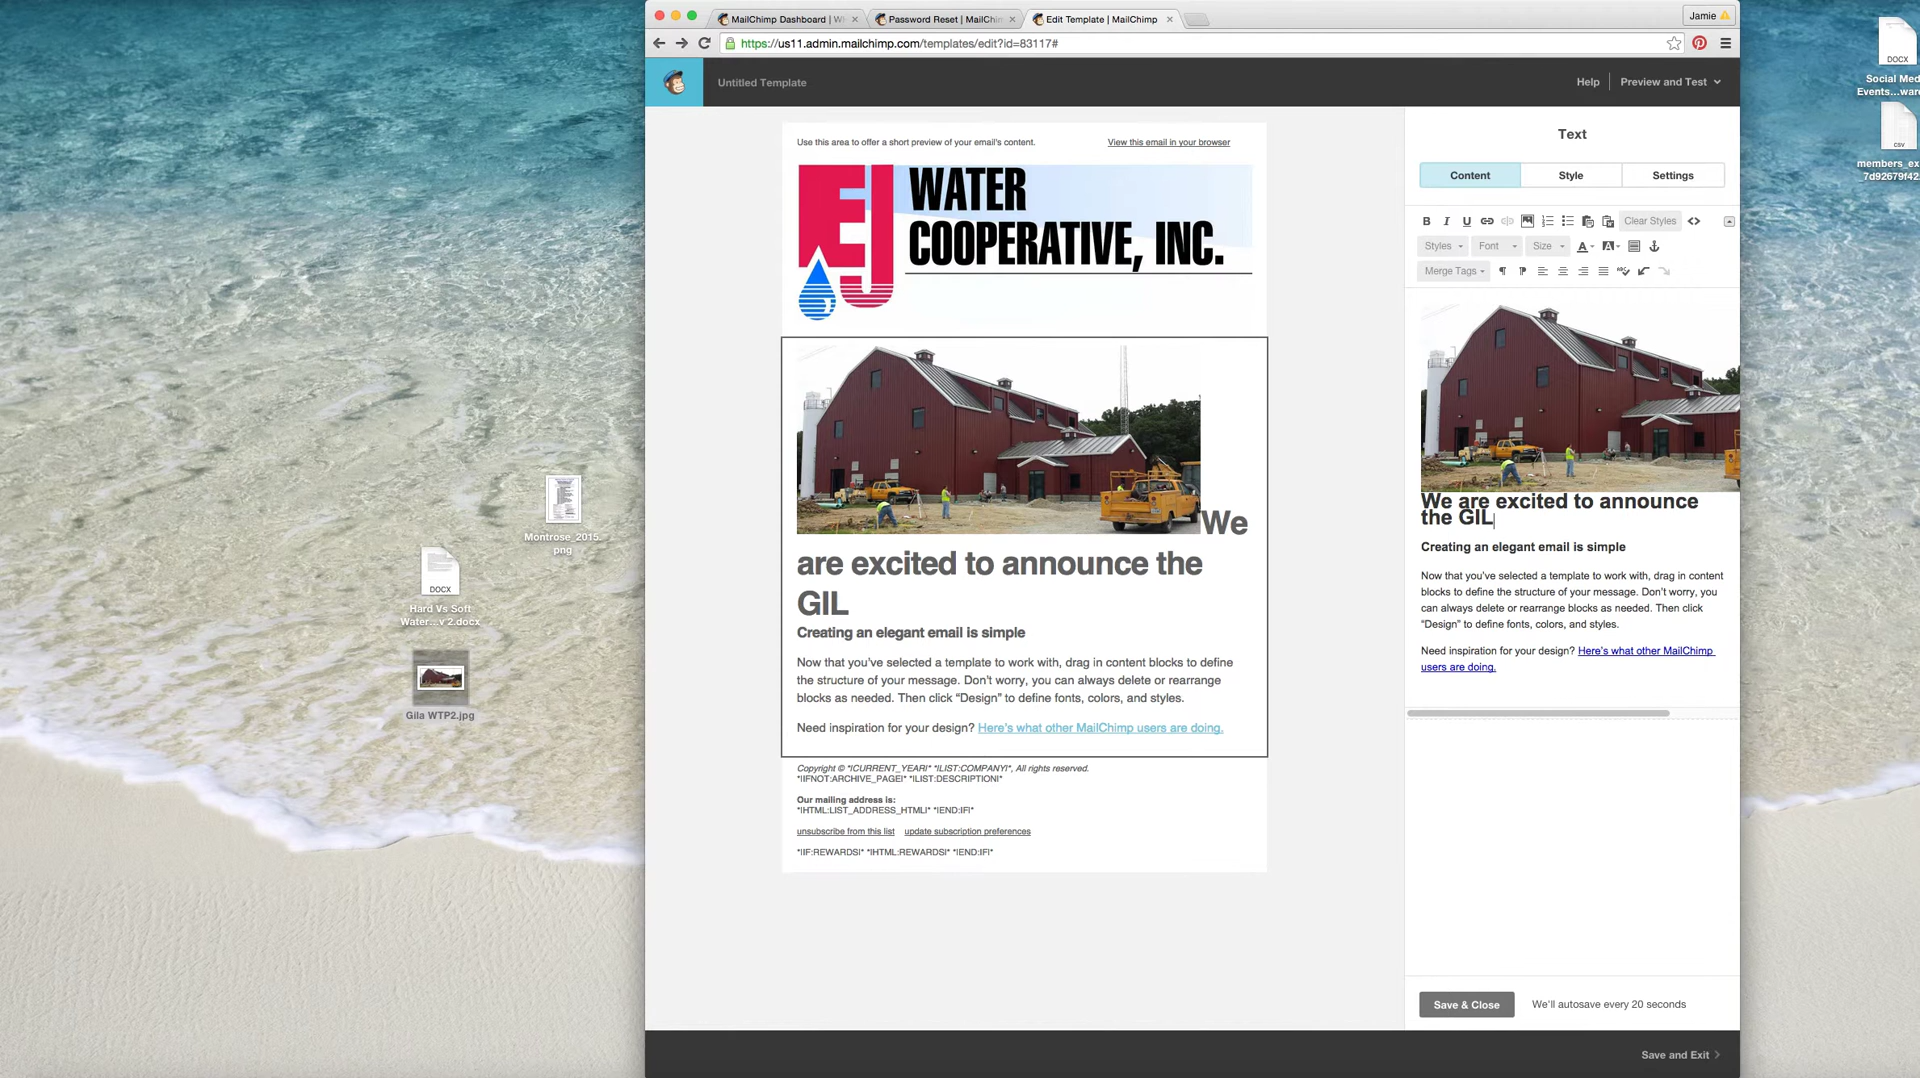 MailChimp Dashboard | W
Password Reset | MailChi
Edit Template | MailChimp
Jamie
https://us11.admin.mailchimp.com/templates/edit?id=83117#
Untitled Template
Help
Preview and Test
Use this area to offer a short preview of your email's content.
View this email in your browser
EJ
WATER
COOPERATIVE, INC.
We
are excited to announce the
GIL
Creating an elegant email is simple
Now that you've selected a template to work with, drag in content blocks to define
the structure of your message. Don't worry, you can always delete or rearrange
blocks as needed. Then click “Design” to define fonts, colors, and styles.
Need inspiration for your design? Here's what other MailChimp users are doing.
Copyright © *|CURRENT_YEAR|* *|LIST:COMPANY|*, All rights reserved.
*|IFNOT:ARCHIVE_PAGE|* *|LIST:DESCRIPTION|*
Our mailing address is:
*|HTML:LIST_ADDRESS_HTML|* *|END:IF|*
unsubscribe from this list update subscription preferences
*|IF:REWARDS|* *|HTML:REWARDS|* *|END:IF|*
Text
Content
Style
Settings
B I U
Clear Styles
Styles
Font
Size
A A
Merge Tags
We are excited to announce
the GIL
Creating an elegant email is simple
Now that you've selected a template to work with, drag in content
blocks to define the structure of your message. Don't worry, you
can always delete or rearrange blocks as needed. Then click
“Design” to define fonts, colors, and styles.
Need inspiration for your design? Here's what other MailChimp
users are doing.
Save & Close
We'll autosave every 20 seconds
Save and Exit
Montrose_2015.
png
DOCX
Hard Vs Soft
Water...v 2.docx
Gila WTP2.jpg
DOCX
Social Med
Events...war
csv
members_ex
_7d92679f42